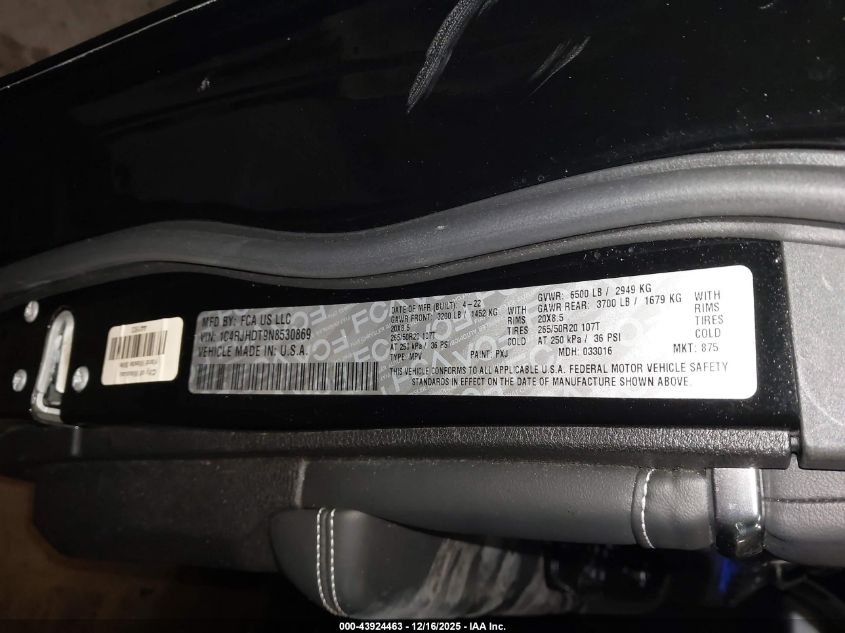 MFD BY: FCA US LLC
VIN: 1C4RJHDT9N8530869
VEHICLE MADE IN: U.S.A.
DATE OF MFR (BUILT): 4-22
GAWR FRONT: 3200 LB / 1452 KG WITH
20X8.5 RIMS
265/50R20 107T TIRES
AT 250 kPa / 36 PSI COLD
TYPE: MPV PAINT: PXJ
GVWR: 6500 LB / 2949 KG
GAWR REAR: 3700 LB / 1679 KG WITH
20X8.5 RIMS
265/50R20 107T TIRES
AT 250 kPa / 36 PSI COLD
MDH: 033016 MKT: 875
THIS VEHICLE CONFORMS TO ALL APPLICABLE U.S.A. FEDERAL MOTOR VEHICLE SAFETY
STANDARDS IN EFFECT ON THE DATE OF MANUFACTURE SHOWN ABOVE.
000-43924463 - 12/16/2025 - IAA Inc.